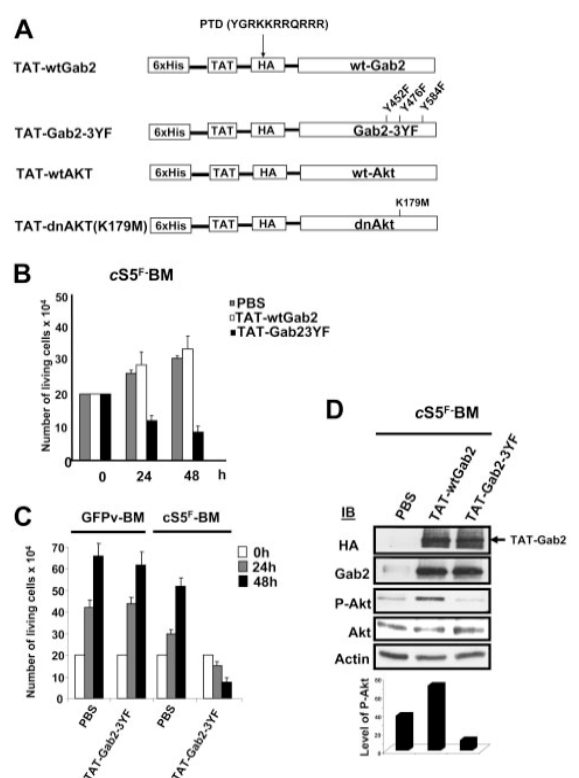 A
PTD (YGRKKRRQRRR)
TAT-wtGab2 6xHis TAT HA wt-Gab2
Y452F Y476F Y584F
TAT-Gab2-3YF 6xHis TAT HA Gab2-3YF
TAT-wtAKT 6xHis TAT HA wt-Akt
K179M
TAT-dnAKT(K179M) 6xHis TAT HA dnAkt
B
cS5F-BM
Number of living cells x 10⁴
50
40
30
20
10
0
PBS
TAT-wtGab2
TAT-Gab23YF
0 24 48 h
C
GFPv-BM cS5F-BM
Number of living cells x 10⁴
70
60
50
40
30
20
10
0
0h
24h
48h
PBS TAT-Gab2-3YF PBS TAT-Gab2-3YF
D
cS5F-BM
PBS TAT-wtGab2 TAT-Gab2-3YF
IB
HA TAT-Gab2
Gab2
P-Akt
Akt
Actin
Level of P-Akt
80
60
40
20
0